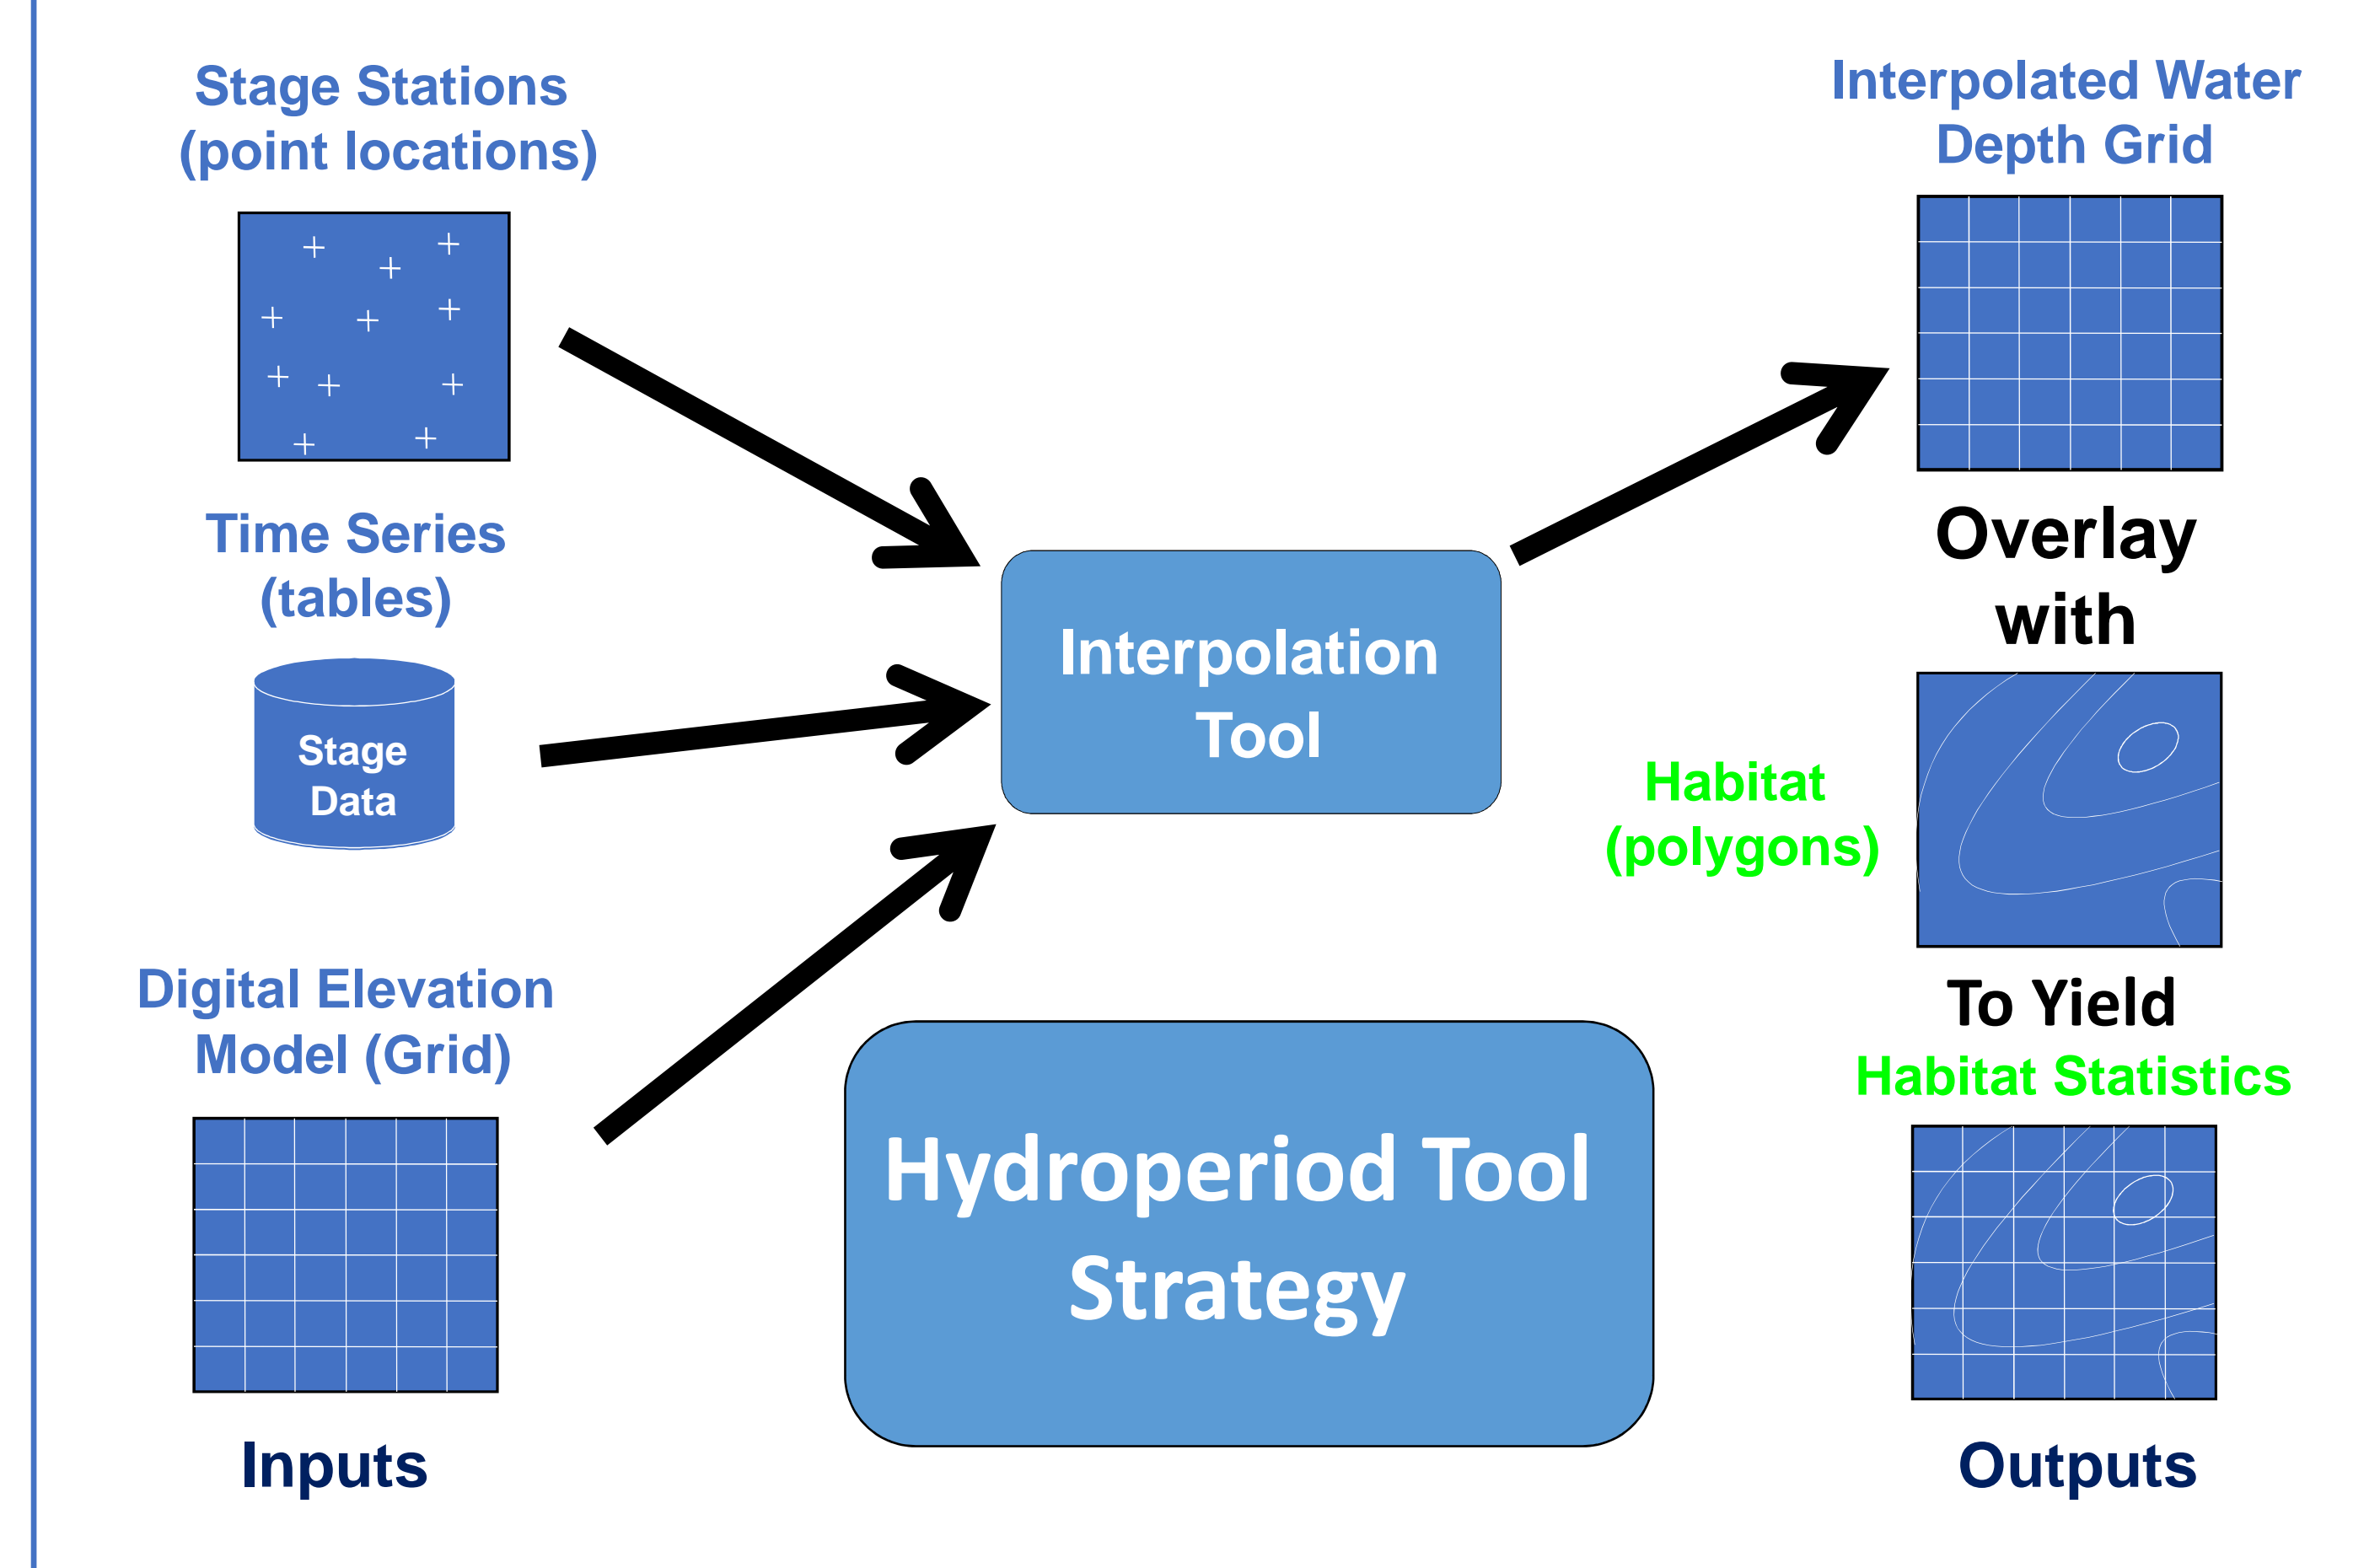 Stage Stations
(point locations)
Time Series
(tables)
Stage
Data
Digital Elevation
Model (Grid)
Inputs
Interpolation
Tool
Hydroperiod Tool
Strategy
Interpolated Water
Depth Grid
Overlay
with
Habitat
(polygons)
To Yield
Habitat Statistics
Outputs